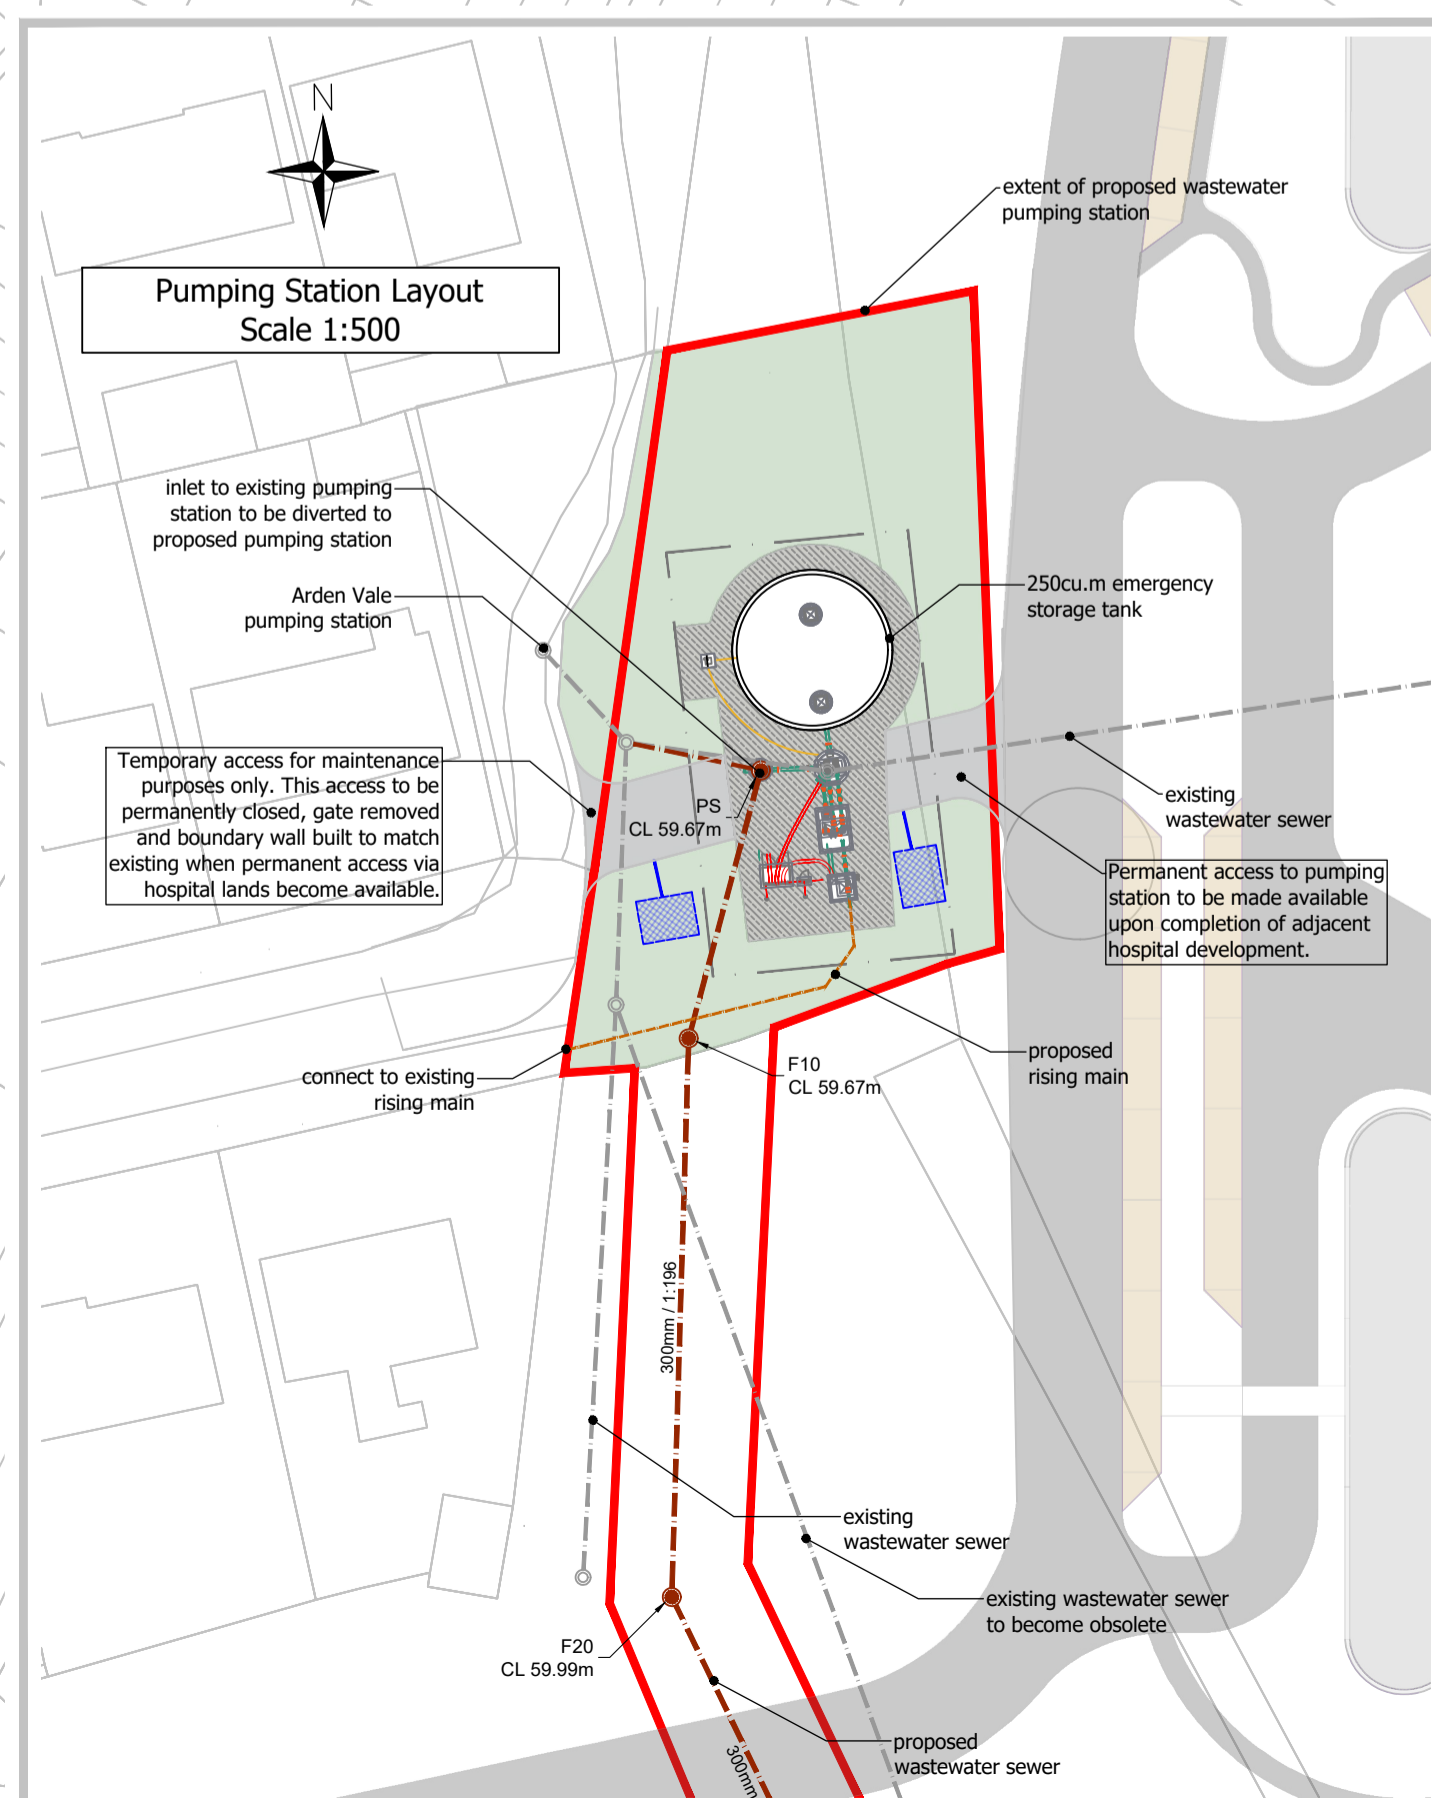 N
Pumping Station Layout
Scale 1:500
extent of proposed wastewater
pumping station
inlet to existing pumping
station to be diverted to
proposed pumping station
Arden Vale
pumping station
250cu.m emergency
storage tank
Temporary access for maintenance
purposes only. This access to be
permanently closed, gate removed
and boundary wall built to match
existing when permanent access via
hospital lands become available.
PS
CL 59.67m
existing
wastewater sewer
Permanent access to pumping
station to be made available
upon completion of adjacent
hospital development.
connect to existing
rising main
F10
CL 59.67m
proposed
rising main
300mm / 1:196
existing
wastewater sewer
existing wastewater sewer
to become obsolete
F20
CL 59.99m
proposed
wastewater sewer
300mm